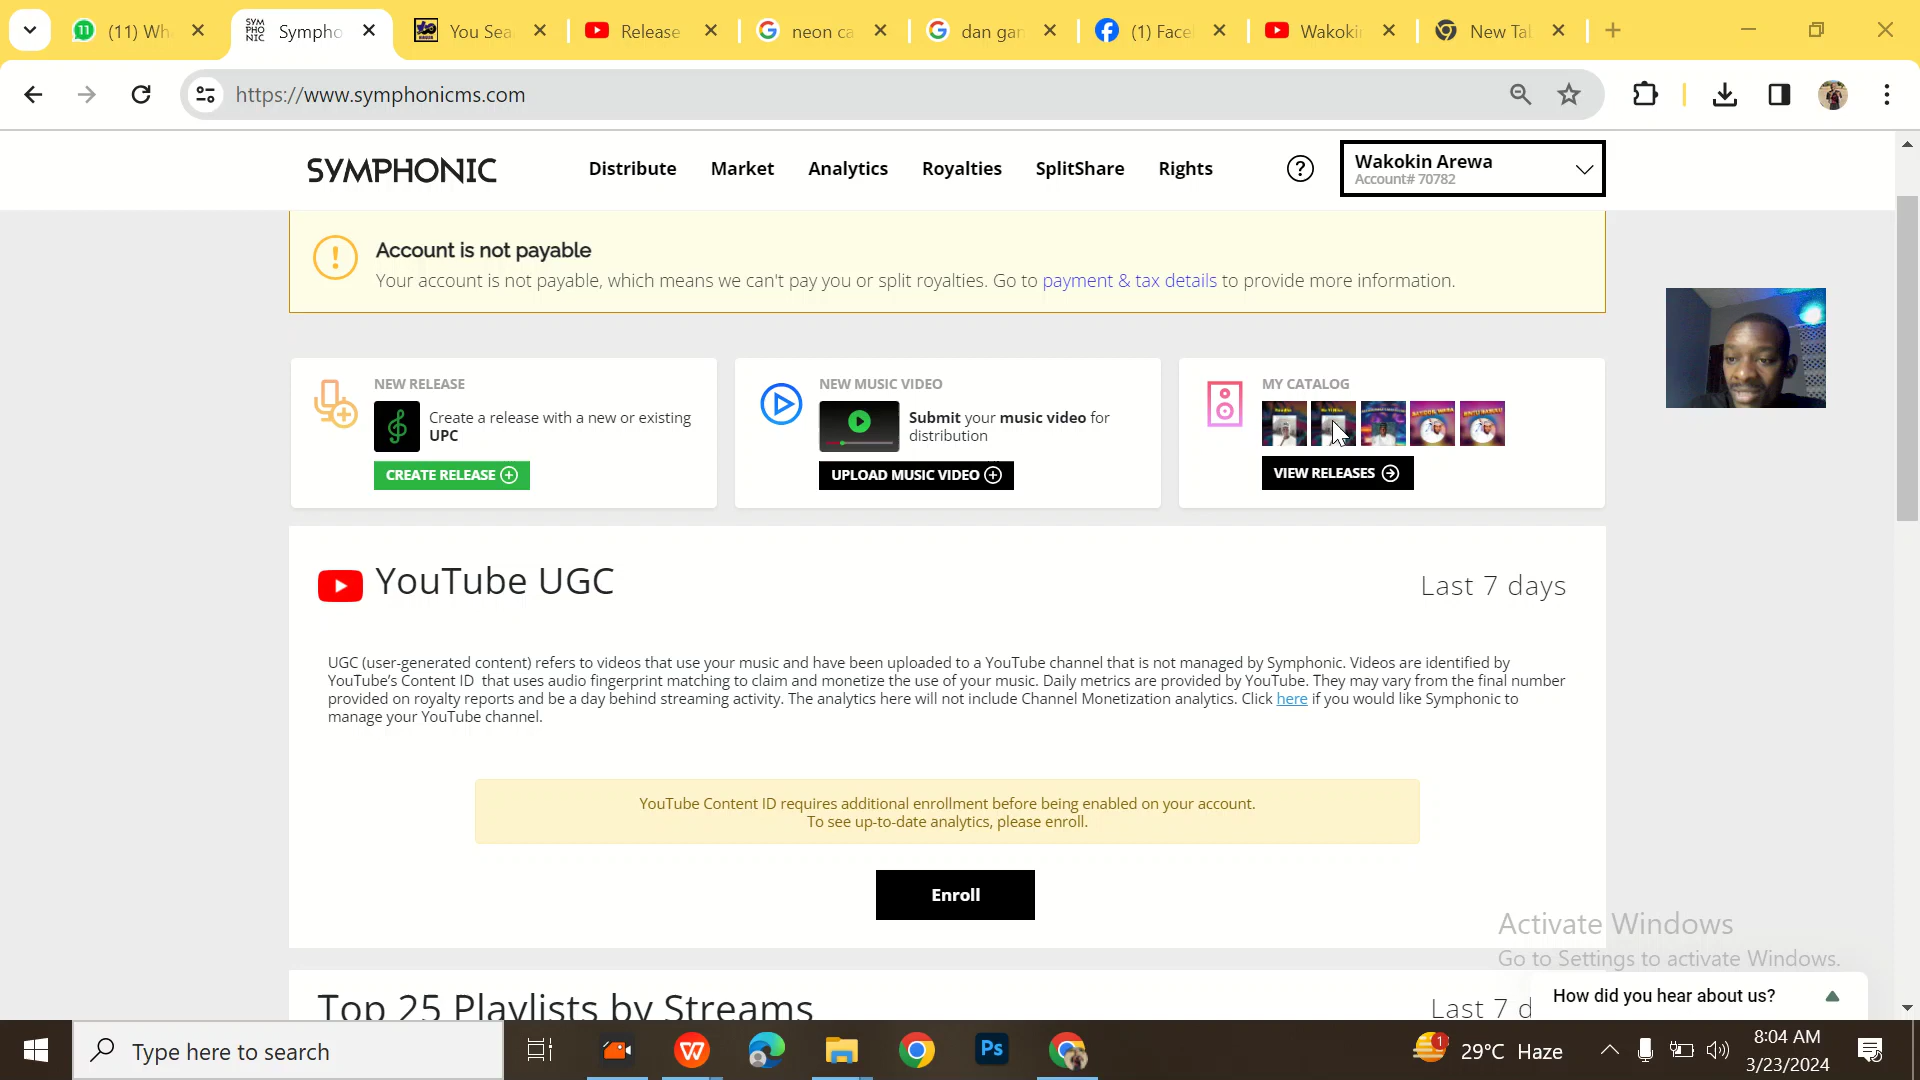 (11) Wh
Sympho
You Sea
Release
neon ca
dan gar
(1) Face
Wakokin
New Tal
https://www.symphonicms.com
SYMPHONIC
Distribute
Market
Analytics
Royalties
SplitShare
Rights
Wakokin Arewa
Account# 70782
Account is not payable
Your account is not payable, which means we can't pay you or split royalties. Go to payment & tax details to provide more information.
NEW RELEASE
Create a release with a new or existing
UPC
CREATE RELEASE
NEW MUSIC VIDEO
Submit your music video for
distribution
UPLOAD MUSIC VIDEO
MY CATALOG
VIEW RELEASES
YouTube UGC
Last 7 days
UGC (user-generated content) refers to videos that use your music and have been uploaded to a YouTube channel that is not managed by Symphonic. Videos are identified by
YouTube's Content ID that uses audio fingerprint matching to claim and monetize the use of your music. Daily metrics are provided by YouTube. They may vary from the final number
provided on royalty reports and be a day behind streaming activity. The analytics here will not include Channel Monetization analytics. Click here if you would like Symphonic to
manage your YouTube channel.
YouTube Content ID requires additional enrollment before being enabled on your account.
To see up-to-date analytics, please enroll.
Enroll
Activate Windows
Go to Settings to activate Windows.
Top 25 Playlists by Streams
Last 7 d
How did you hear about us?
Type here to search
29°C Haze
8:04 AM
3/23/2024